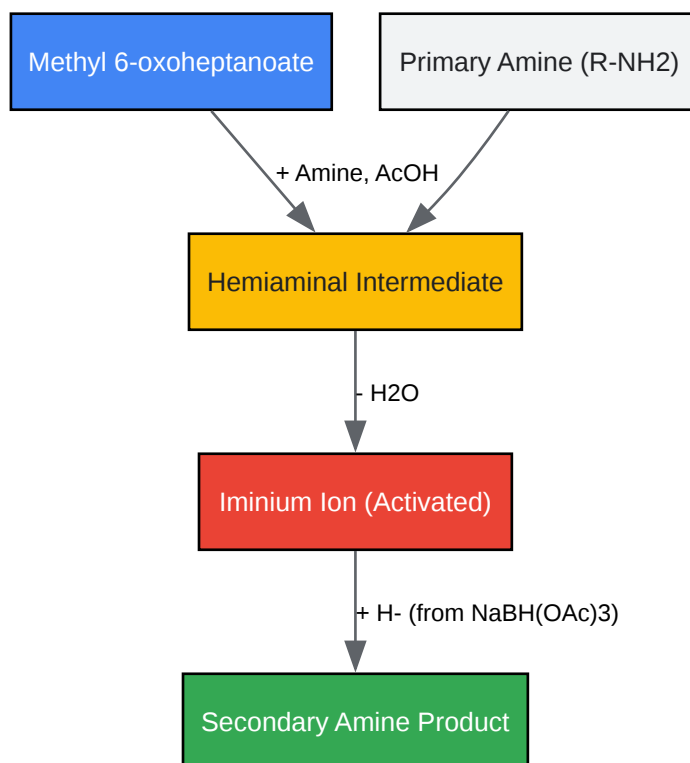 Methyl 6-oxoheptanoate
Primary Amine (R-NH2)
+ Amine, AcOH
Hemiaminal Intermediate
- H2O
Iminium Ion (Activated)
+ H- (from NaBH(OAc)3)
Secondary Amine Product